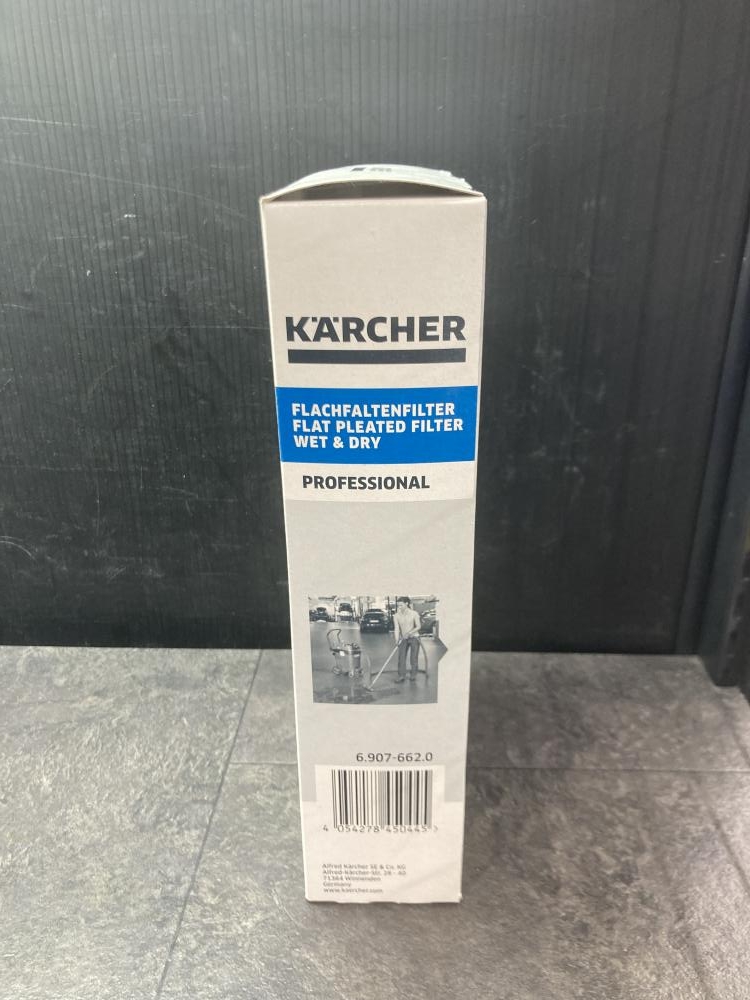 KÄRCHER
FLACHFALTENFILTER
FLAT PLEATED FILTER
WET & DRY
PROFESSIONAL
6.907-662.0
4 054278 450445 >
Alfred Kärcher SE & Co. KG
Alfred-Kärcher-Str. 28 - 40
71364 Winnenden
Germany
www.kaercher.com